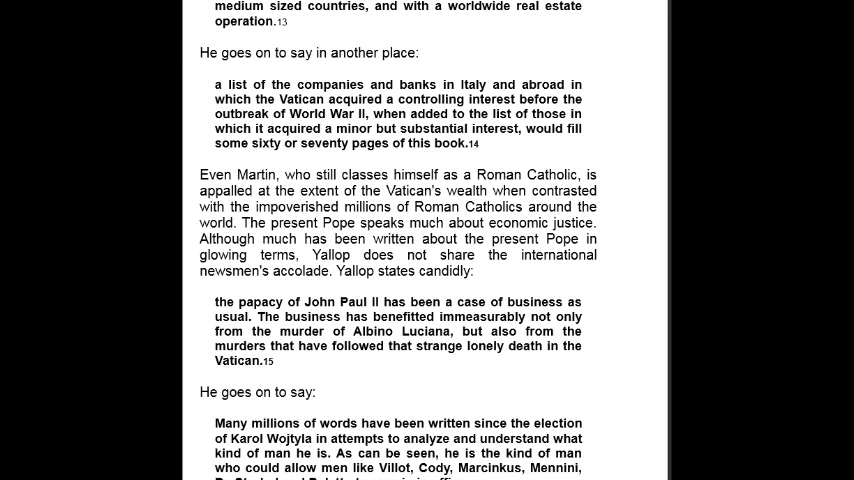 medium sized countries, and with a worldwide real estate
operation.13
He goes on to say in another place:
a list of the companies and banks in Italy and abroad in
which the Vatican acquired a controlling interest before the
outbreak of World War II, when added to the list of those in
which it acquired a minor but substantial interest, would fill
some sixty or seventy pages of this book.14
Even Martin, who still classes himself as a Roman Catholic, is
appalled at the extent of the Vatican's wealth when contrasted
with the impoverished millions of Roman Catholics around the
world. The present Pope speaks much about economic justice.
Although much has been written about the present Pope in
glowing terms, Yallop does not share the international
newsmen's accolade. Yallop states candidly:
the papacy of John Paul II has been a case of business as
usual. The business has benefitted immeasurably not only
from the murder of Albino Luciana, but also from the
murders that have followed that strange lonely death in the
Vatican.15
He goes on to say:
Many millions of words have been written since the election
of Karol Wojtyla in attempts to analyze and understand what
kind of man he is. As can be seen, he is the kind of man
who could allow men like Villot, Cody, Marcinkus, Mennini,